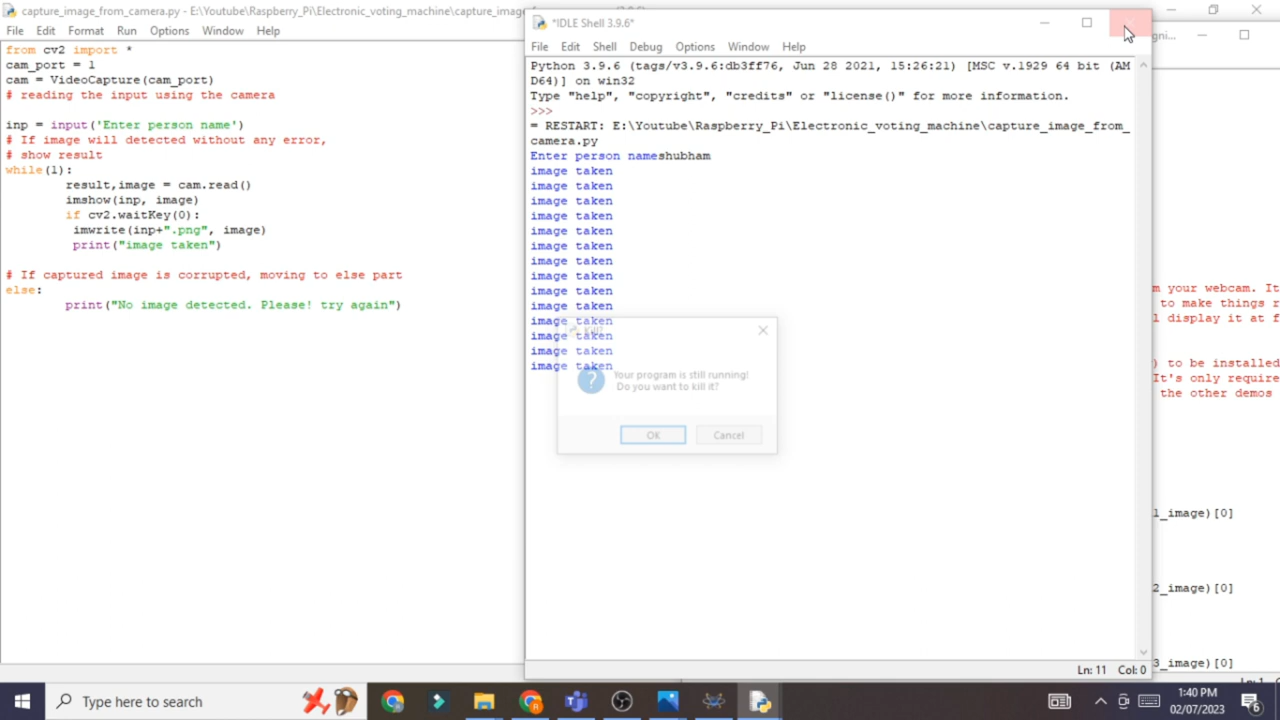 capture_image_from_camera.py - E:\Youtube\Raspberry_Pi\Electronic_voting_machine\capture_image_
File Edit Format Run Options Window Help
from cv2 import *
cam_port = 1
cam = VideoCapture(cam_port)
# reading the input using the camera
inp = input('Enter person name')
# If image will detected without any error,
# show result
while(1):
result,image = cam.read()
imshow(inp, image)
if cv2.waitKey(0):
imwrite(inp+".png", image)
print("image taken")
# If captured image is corrupted, moving to else part
else:
print("No image detected. Please! try again")
*IDLE Shell 3.9.6*
File Edit Shell Debug Options Window Help
Python 3.9.6 (tags/v3.9.6:db3ff76, Jun 28 2021, 15:26:21) [MSC v.1929 64 bit (AM
D64)] on win32
Type "help", "copyright", "credits" or "license()" for more information.
>>>
= RESTART: E:\Youtube\Raspberry_Pi\Electronic_voting_machine\capture_image_from_
camera.py
Enter person nameshubham
image taken
image taken
image taken
image taken
image taken
image taken
image taken
image taken
image taken
image taken
image taken
image taken
image taken
image taken
Kill?
Your program is still running!
Do you want to kill it?
OK Cancel
Ln: 11 Col: 0
gni...
m your webcam. It
to make things r
l display it at f
) to be installed
It's only require
the other demos
1_image)[0]
2_image)[0]
3_image)[0]
Type here to search
1:40 PM
02/07/2023
6